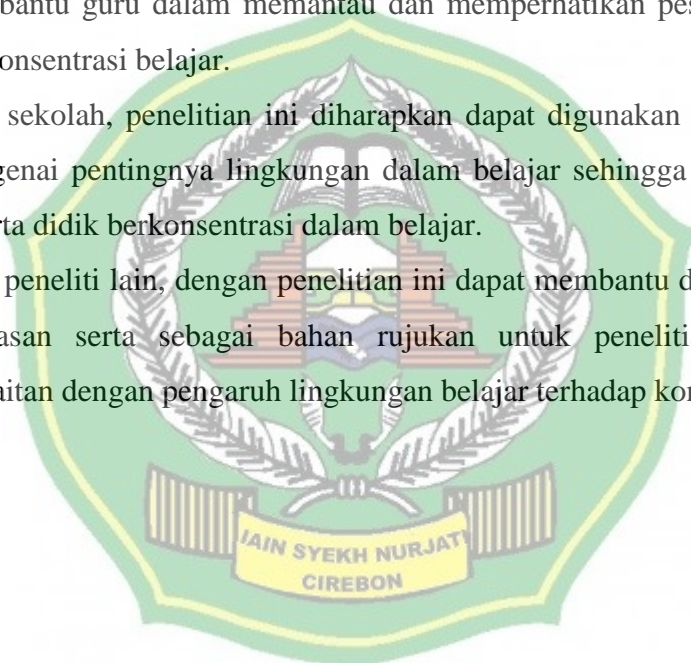 bantu guru dalam memantau dan memperhatikan pes
onsentrasi belajar.
sekolah, penelitian ini diharapkan dapat digunakan
genai pentingnya lingkungan dalam belajar sehingga
rta didik berkonsentrasi dalam belajar.
peneliti lain, dengan penelitian ini dapat membantu d
asan serta sebagai bahan rujukan untuk peneliti
aitan dengan pengaruh lingkungan belajar terhadap kon
IAIN SYEKH NURJATI
CIREBON